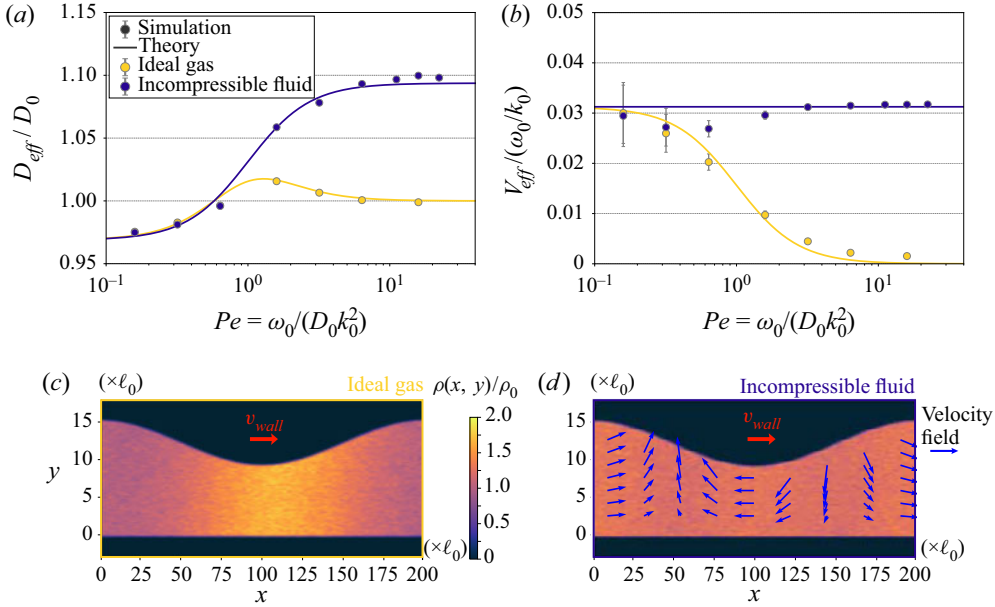 (a)
1.15
1.10
1.05
1.00
0.95
D_eff / D_0
Simulation
Theory
Ideal gas
Incompressible fluid
10^−1
10^0
10^1
Pe = ω_0/(D_0k_0^2)
(b)
0.05
0.04
0.03
0.02
0.01
0
V_eff/(ω_0/k_0)
10^−1
10^0
10^1
Pe = ω_0/(D_0k_0^2)
(c)
(×ℓ_0)
Ideal gas
ρ(x, y)/ρ_0
15
10
5
0
y
v_wall
2.0
1.5
1.0
0.5
0
(×ℓ_0)
0 25 50 75 100 125 150 175 200
x
(d)
(×ℓ_0)
Incompressible fluid
15
10
5
0
v_wall
Velocity
field
(×ℓ_0)
0 25 50 75 100 125 150 175 200
x